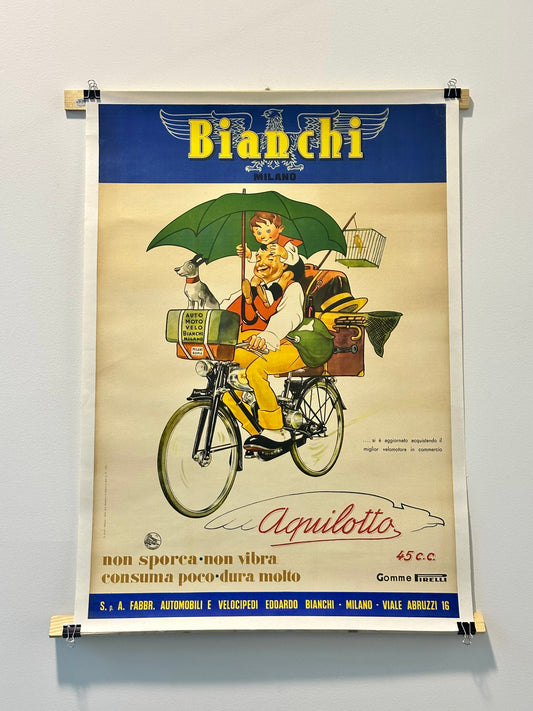 Bianchi
MILANO
AUTO
MOTO
VELO
BIANCHI
MILANO
.... si è aggiornato acquistando il
miglior velomotore in commercio
Aquilotto
45 c.c.
non sporca • non vibra
consuma poco • dura molto
Gomme PIRELLI
S. p. A. FABBR. AUTOMOBILI E VELOCIPEDI EDOARDO BIANCHI - MILANO - VIALE ABRUZZI 16